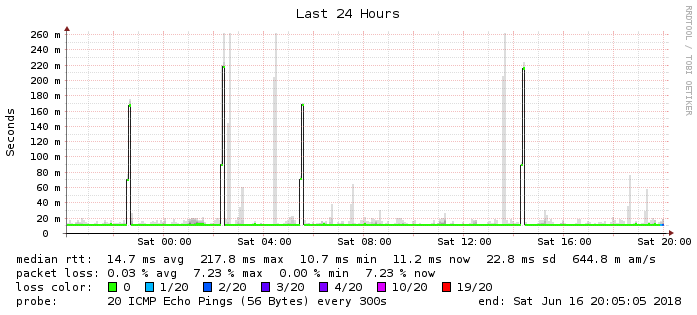 Last 24 Hours
RRDTOOL / TOBI OETIKER
Seconds
260 m
240 m
220 m
200 m
180 m
160 m
140 m
120 m
100 m
80 m
60 m
40 m
20 m
0
Sat 00:00 Sat 04:00 Sat 08:00 Sat 12:00 Sat 16:00 Sat 20:00
median rtt: 14.7 ms avg 217.8 ms max 10.7 ms min 11.2 ms now 22.8 ms sd 644.8 m am/s
packet loss: 0.03 % avg 7.23 % max 0.00 % min 7.23 % now
loss color: 0 1/20 2/20 3/20 4/20 10/20 19/20
probe: 20 ICMP Echo Pings (56 Bytes) every 300s end: Sat Jun 16 20:05:05 2018